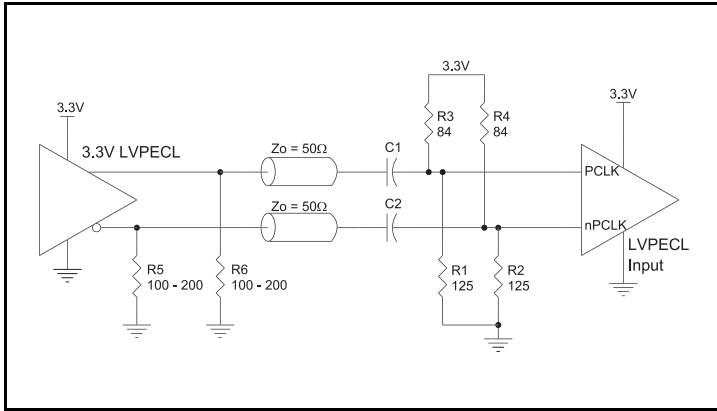 3.3V
3.3V LVPECL
Zo = 50Ω
Zo = 50Ω
C1
C2
3.3V
R3
84
R4
84
3.3V
PCLK
nPCLK
LVPECL
Input
R5
100 - 200
R6
100 - 200
R1
125
R2
125